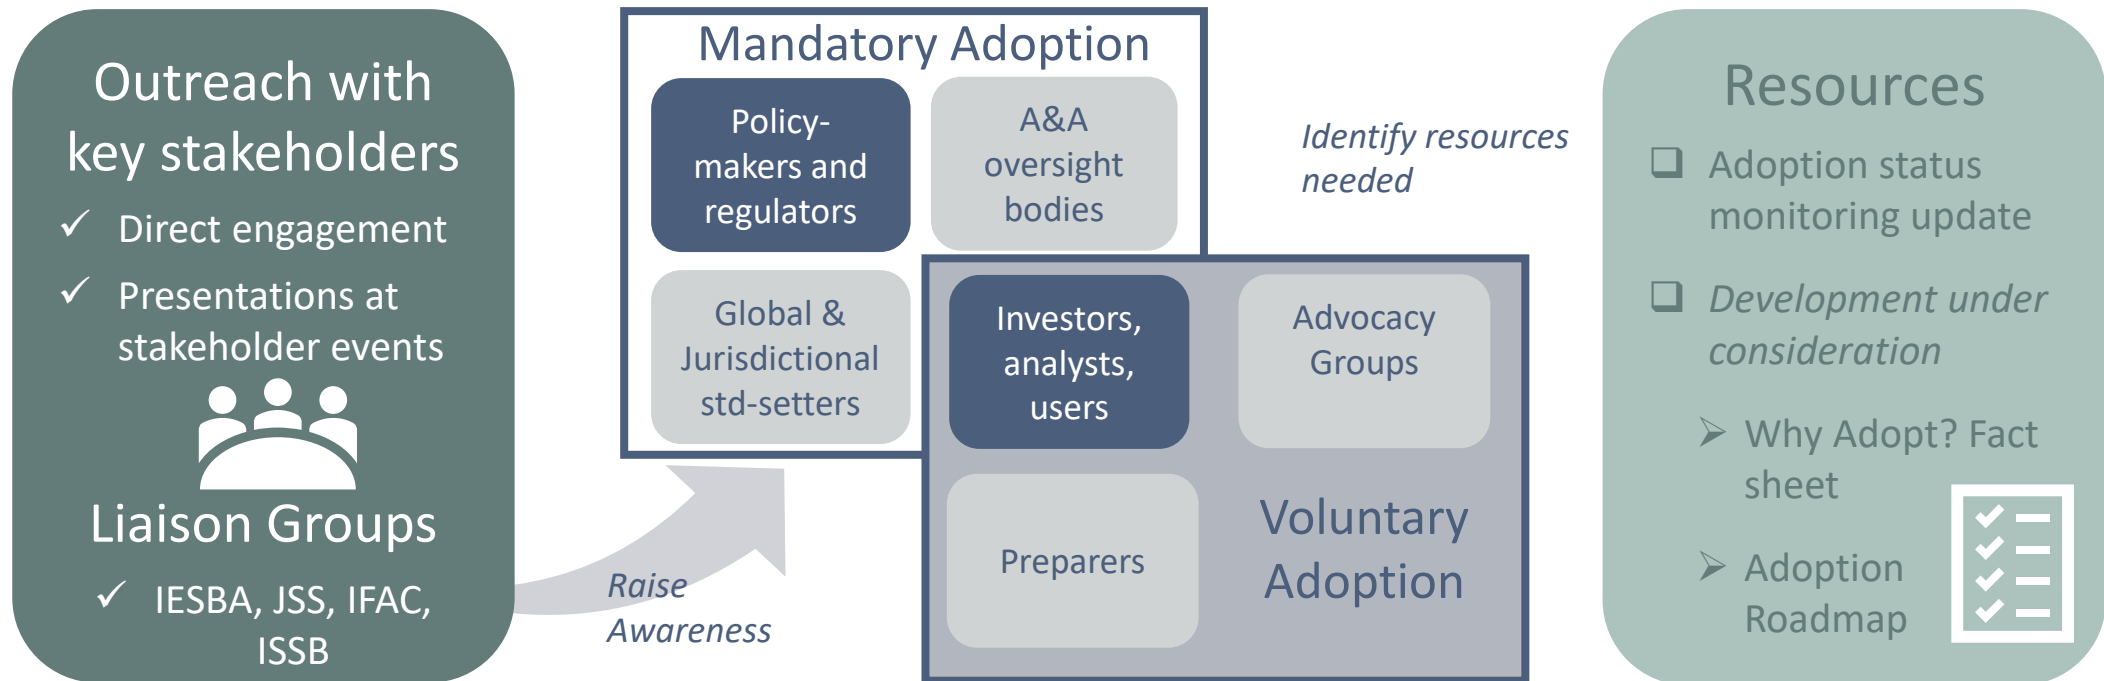 Outreach with
key stakeholders
✓ Direct engagement
✓ Presentations at
stakeholder events
Liaison Groups
✓ IESBA, JSS, IFAC,
ISSB
Raise
Awareness
Mandatory Adoption
Policy-
makers and
regulators
A&A
oversight
bodies
Global &
Jurisdictional
std-setters
Investors,
analysts,
users
Advocacy
Groups
Preparers
Voluntary
Adoption
Identify resources
needed
Resources
❑ Adoption status
monitoring update
❑ Development under
consideration
➢ Why Adopt? Fact
sheet
➢ Adoption
Roadmap